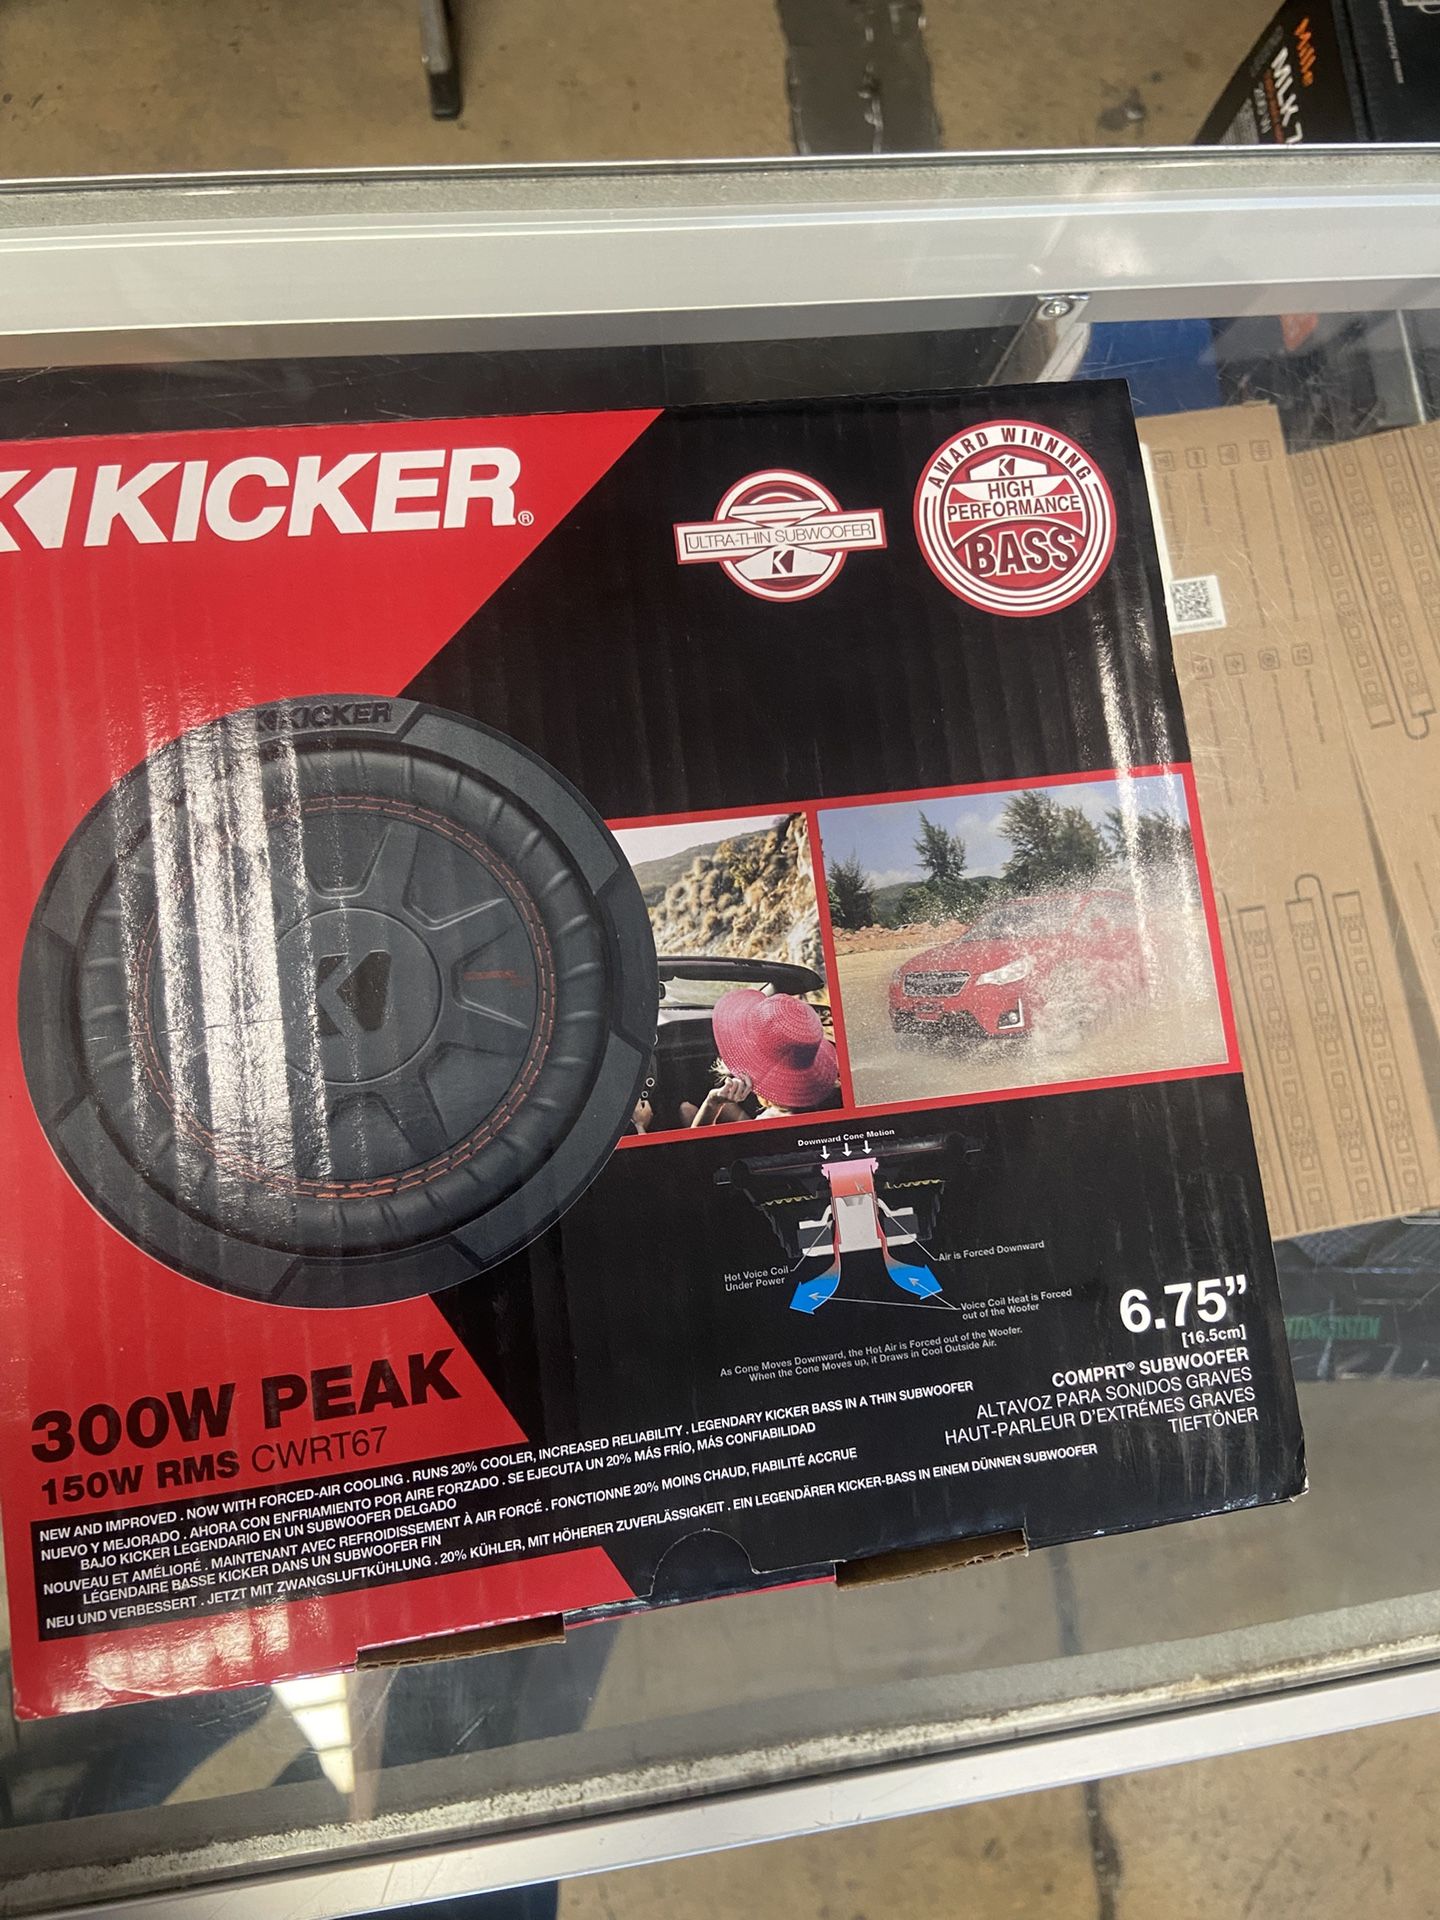 Mille
MLK 7
200 W
KICKER®
ULTRA-THIN SUBWOOFER
AWARD WINNING
HIGH
PERFORMANCE
BASS
KICKER
Downward Cone Motion
Air is Forced Downward
Hot Voice Coil
Under Power
Voice Coil Heat is Forced
out of the Woofer
As Cone Moves Downward, the Hot Air is Forced out of the Woofer.
When the Cone Moves up, it Draws in Cool Outside Air.
6.75”
[16.5cm]
COMPRT® SUBWOOFER
ALTAVOZ PARA SONIDOS GRAVES
HAUT-PARLEUR D'EXTRÉMES GRAVES
TIEFTÖNER
300W PEAK
150W RMS CWRT67
NEW AND IMPROVED . NOW WITH FORCED-AIR COOLING . RUNS 20% COOLER, INCREASED RELIABILITY . LEGENDARY KICKER BASS IN A THIN SUBWOOFER
NUEVO Y MEJORADO . AHORA CON ENFRIAMIENTO POR AIRE FORZADO . SE EJECUTA UN 20% MÁS FRÍO, MÁS CONFIABILIDAD
BAJO KICKER LEGENDARIO EN UN SUBWOOFER DELGADO
NOUVEAU ET AMÉLIORÉ . MAINTENANT AVEC REFROIDISSEMENT À AIR FORCÉ . FONCTIONNE 20% MOINS CHAUD, FIABILITÉ ACCRUE
LÉGENDAIRE BASSE KICKER DANS UN SUBWOOFER FIN
NEU UND VERBESSERT . JETZT MIT ZWANGSLUFTKÜHLUNG . 20% KÜHLER, MIT HÖHERER ZUVERLÄSSIGKEIT . EIN LEGENDÄRER KICKER-BASS IN EINEM DÜNNEN SUBWOOFER